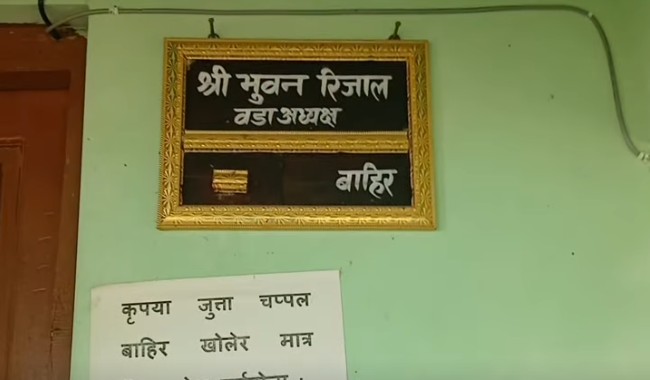 श्री भुवन रिजाल
वडा अध्यक्ष
बाहिर
कृपया जुत्ता चप्पल
बाहिर खोलेर मात्र